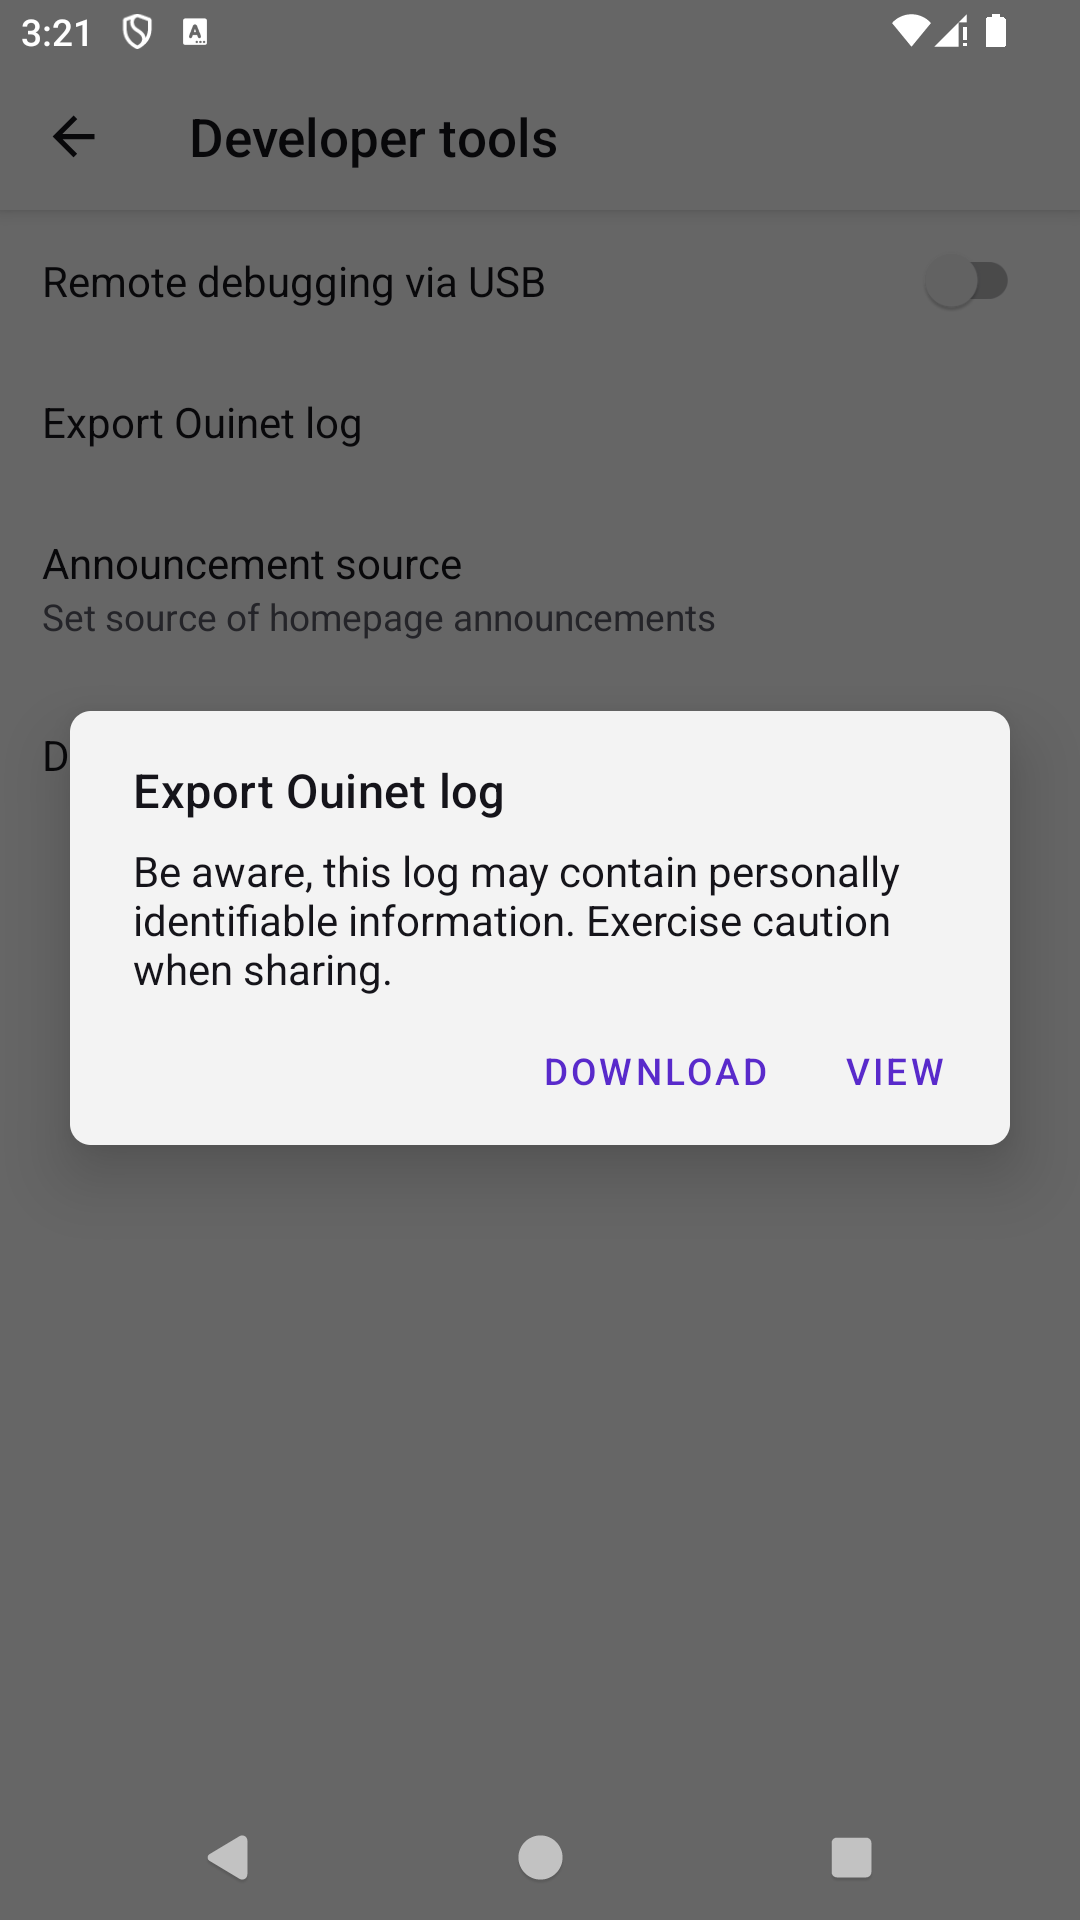 3:21
Developer tools
Remote debugging via USB
Export Ouinet log
Announcement source
Set source of homepage announcements
D
Export Ouinet log
Be aware, this log may contain personally
identifiable information. Exercise caution
when sharing.
DOWNLOAD VIEW